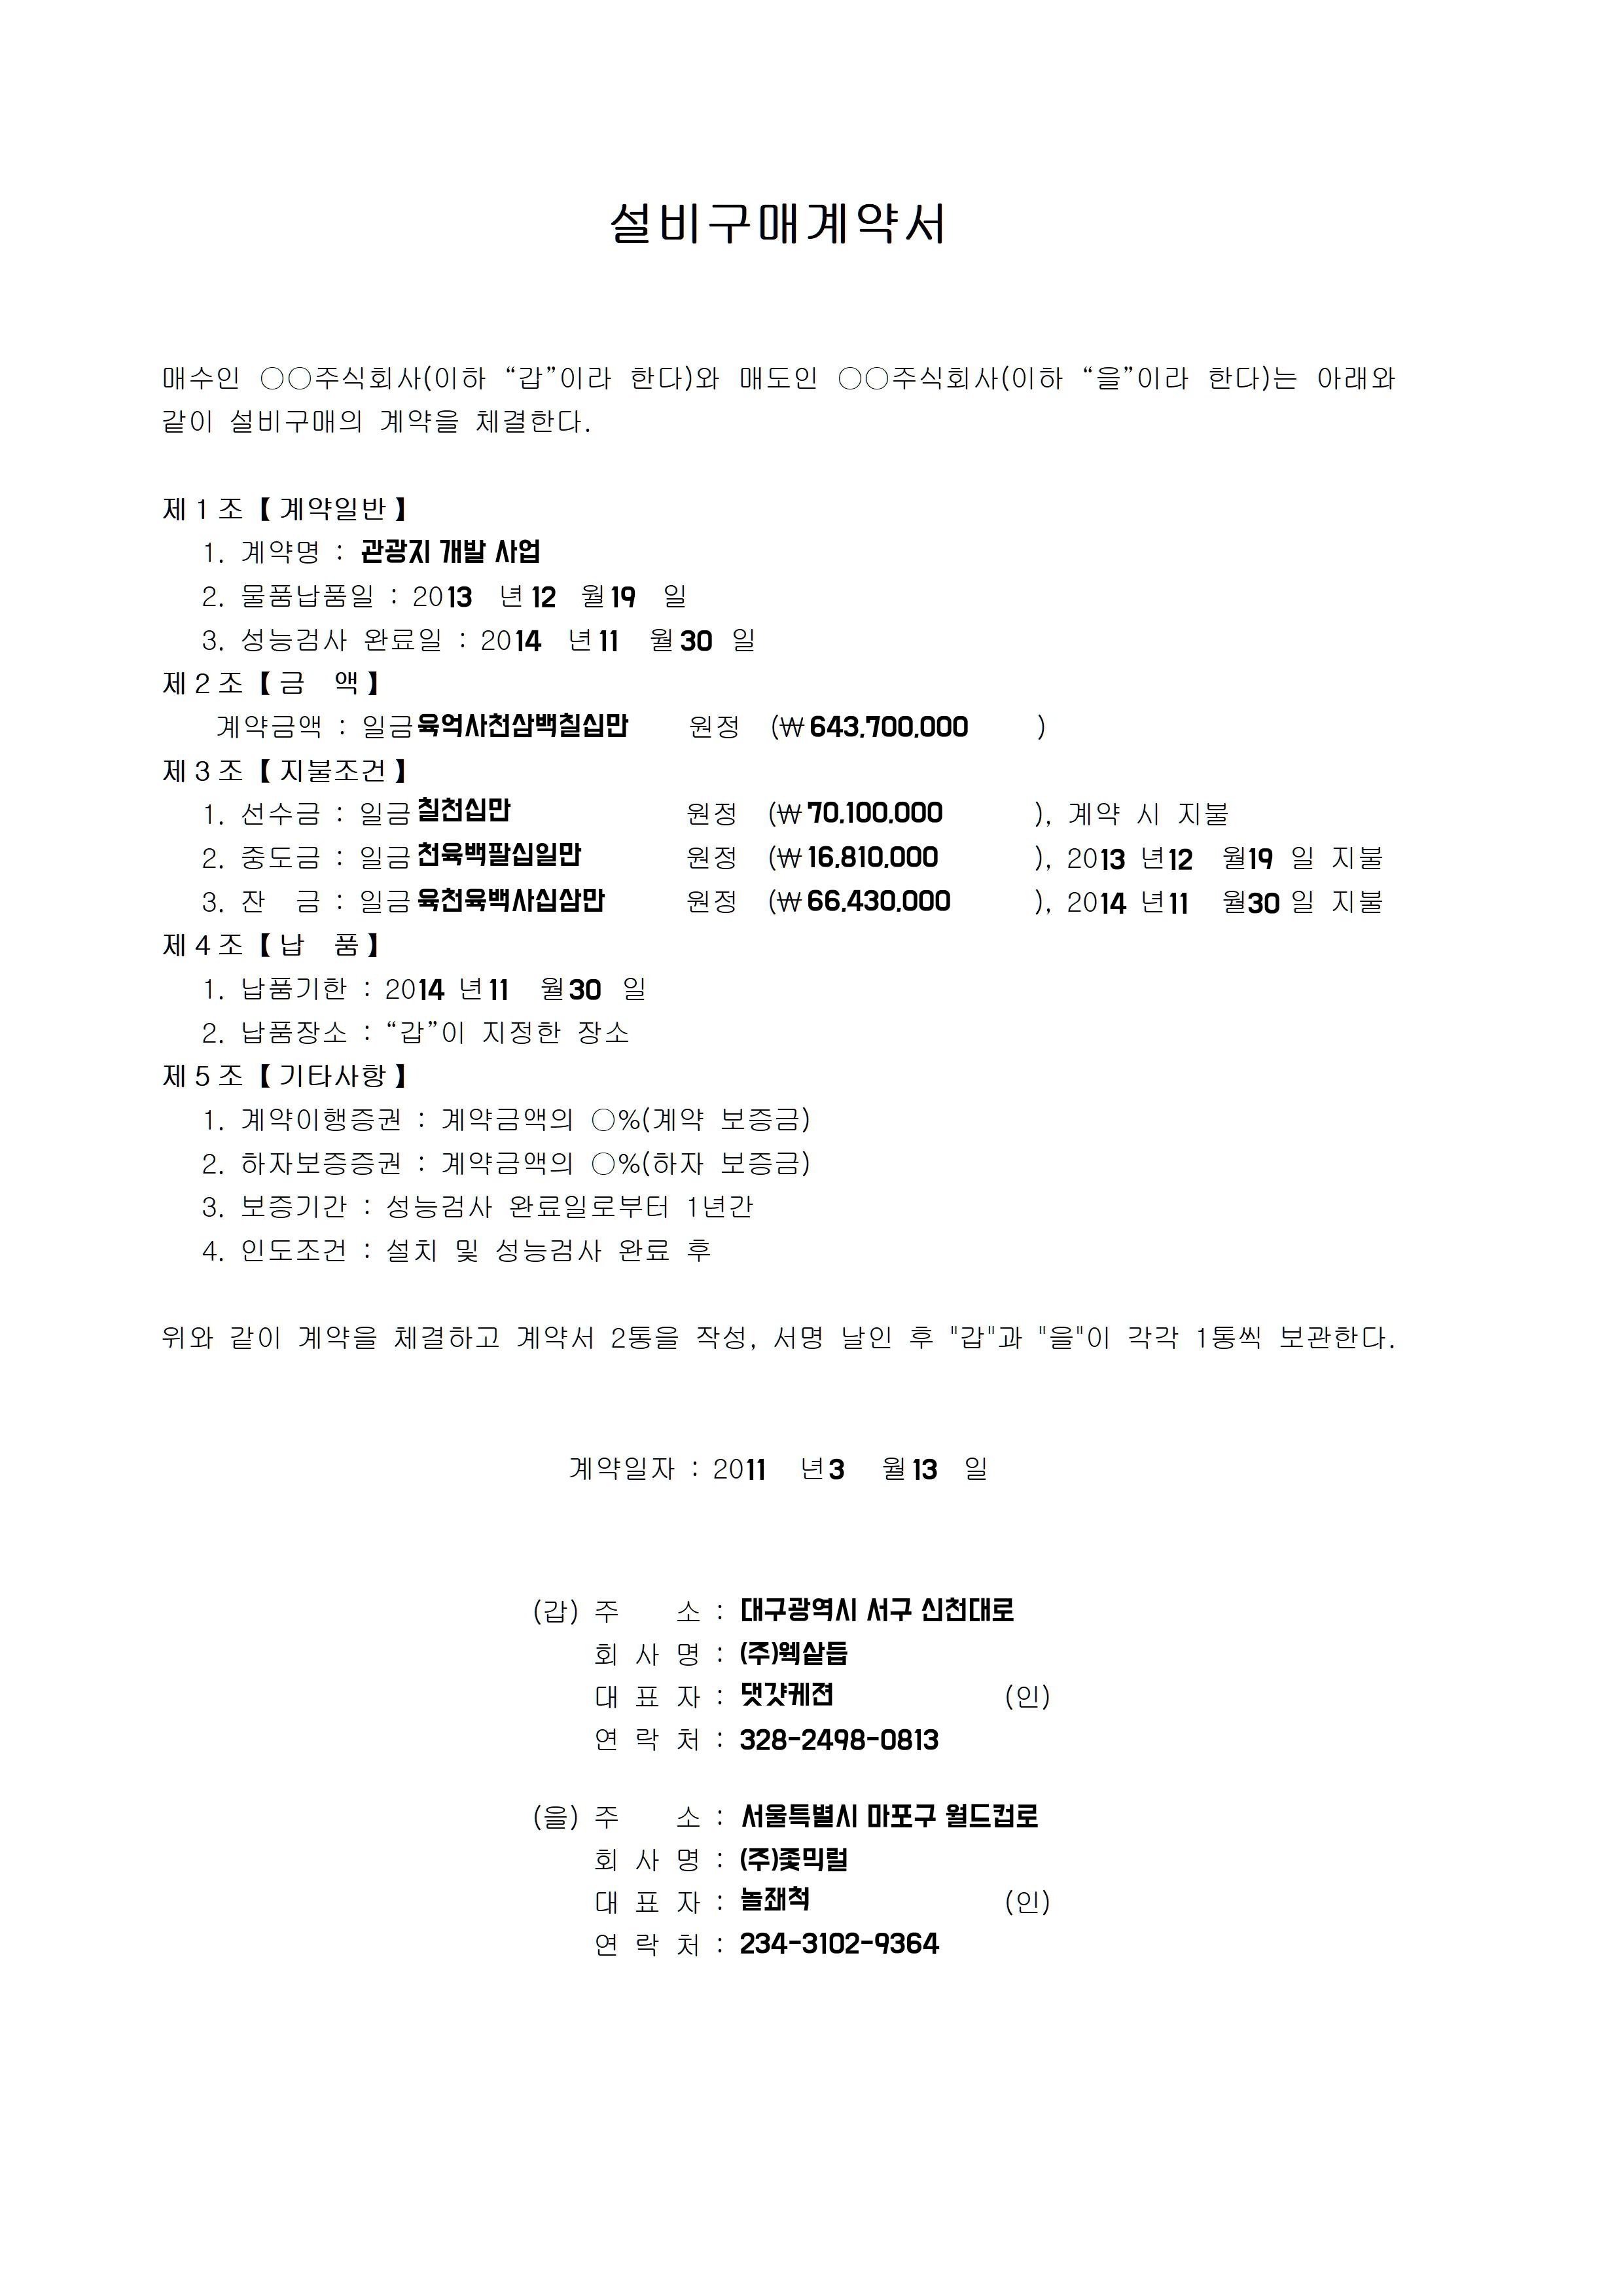 설비구매계약서
매수인 ○○주식회사(이하 “갑”이라 한다)와 매도인 ○○주식회사(이하 “을”이라 한다)는 아래와
같이 설비구매의 계약을 체결한다.
제1조【계약일반】
1. 계약명 : 관광지 개발 사업
2. 물품납품일 : 2013 년 12 월 19 일
3. 성능검사 완료일 : 2014 년 11 월 30 일
제2조【금 액】
계약금액 : 일금 육억사천삼백칠십만 원정 (₩ 643,700,000 )
제3조【지불조건】
1. 선수금 : 일금 칠천십만 원정 (₩ 70,100,000 ), 계약 시 지불
2. 중도금 : 일금 천육백팔십일만 원정 (₩ 16,810,000 ), 2013 년 12 월 19 일 지불
3. 잔 금 : 일금 육천육백사십삼만 원정 (₩ 66,430,000 ), 2014 년 11 월 30 일 지불
제4조【납 품】
1. 납품기한 : 2014 년 11 월 30 일
2. 납품장소 : “갑”이 지정한 장소
제5조【기타사항】
1. 계약이행증권 : 계약금액의 ○%(계약 보증금)
2. 하자보증증권 : 계약금액의 ○%(하자 보증금)
3. 보증기간 : 성능검사 완료일로부터 1년간
4. 인도조건 : 설치 및 성능검사 완료 후
위와 같이 계약을 체결하고 계약서 2통을 작성, 서명 날인 후 "갑"과 "을"이 각각 1통씩 보관한다.
계약일자 : 2011 년 3 월 13 일
(갑) 주 소 : 대구광역시 서구 신천대로
회 사 명 : (주)웩샅듭
대 표 자 : 댓걋케젼 (인)
연 락 처 : 328-2498-0813
(을) 주 소 : 서울특별시 마포구 월드컵로
회 사 명 : (주)좇믹럴
대 표 자 : 놀좨척 (인)
연 락 처 : 234-3102-9364